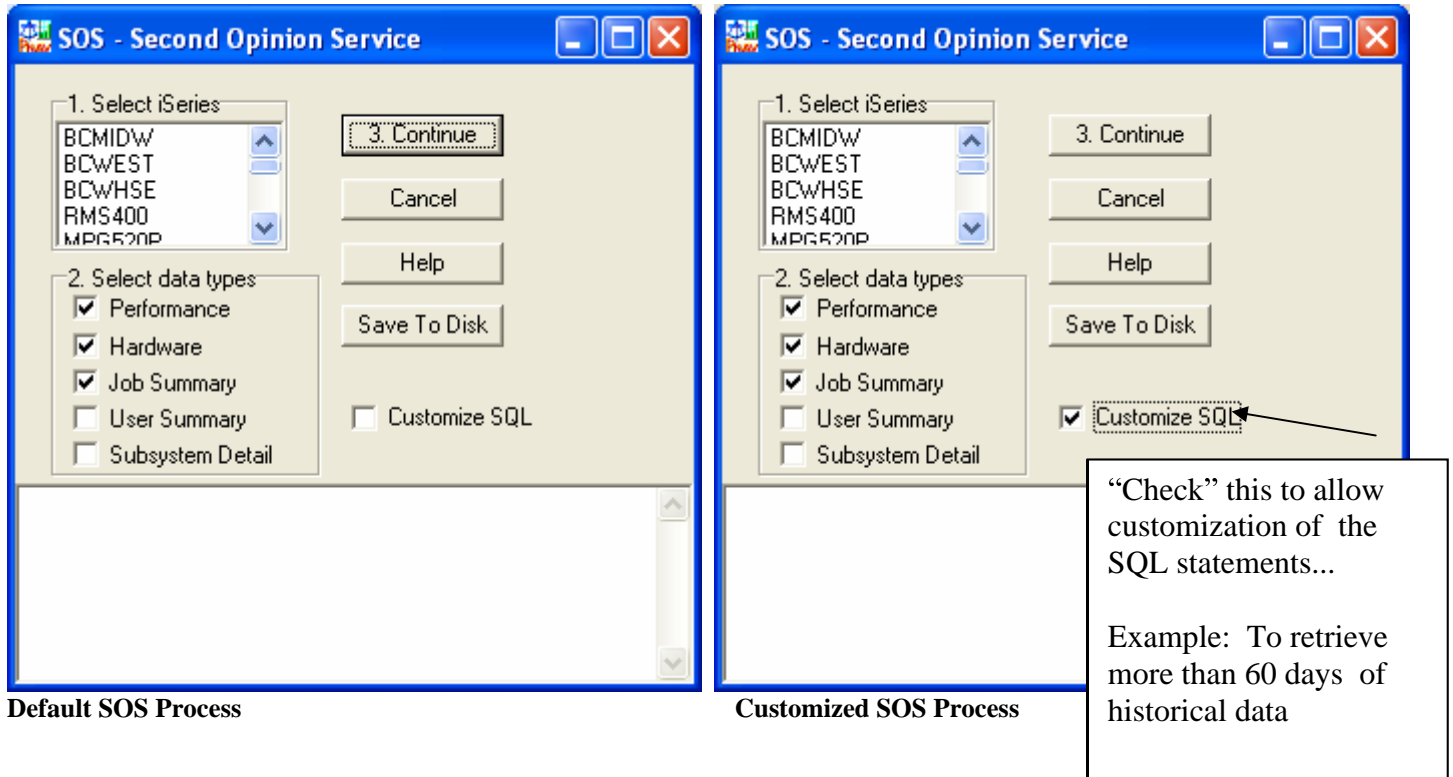 SOS - Second Opinion Service
1. Select iSeries
BCMIDW
BCWEST
BCWHSE
RMS400
MPG520P
3. Continue
Cancel
Help
Save To Disk
2. Select data types
Performance
Hardware
Job Summary
User Summary
Subsystem Detail
Customize SQL
Default SOS Process
SOS - Second Opinion Service
1. Select iSeries
BCMIDW
BCWEST
BCWHSE
RMS400
MPG520P
3. Continue
Cancel
Help
Save To Disk
2. Select data types
Performance
Hardware
Job Summary
User Summary
Subsystem Detail
Customize SQL
“Check” this to allow
customization of the
SQL statements...
Example: To retrieve
more than 60 days of
historical data
Customized SOS Process